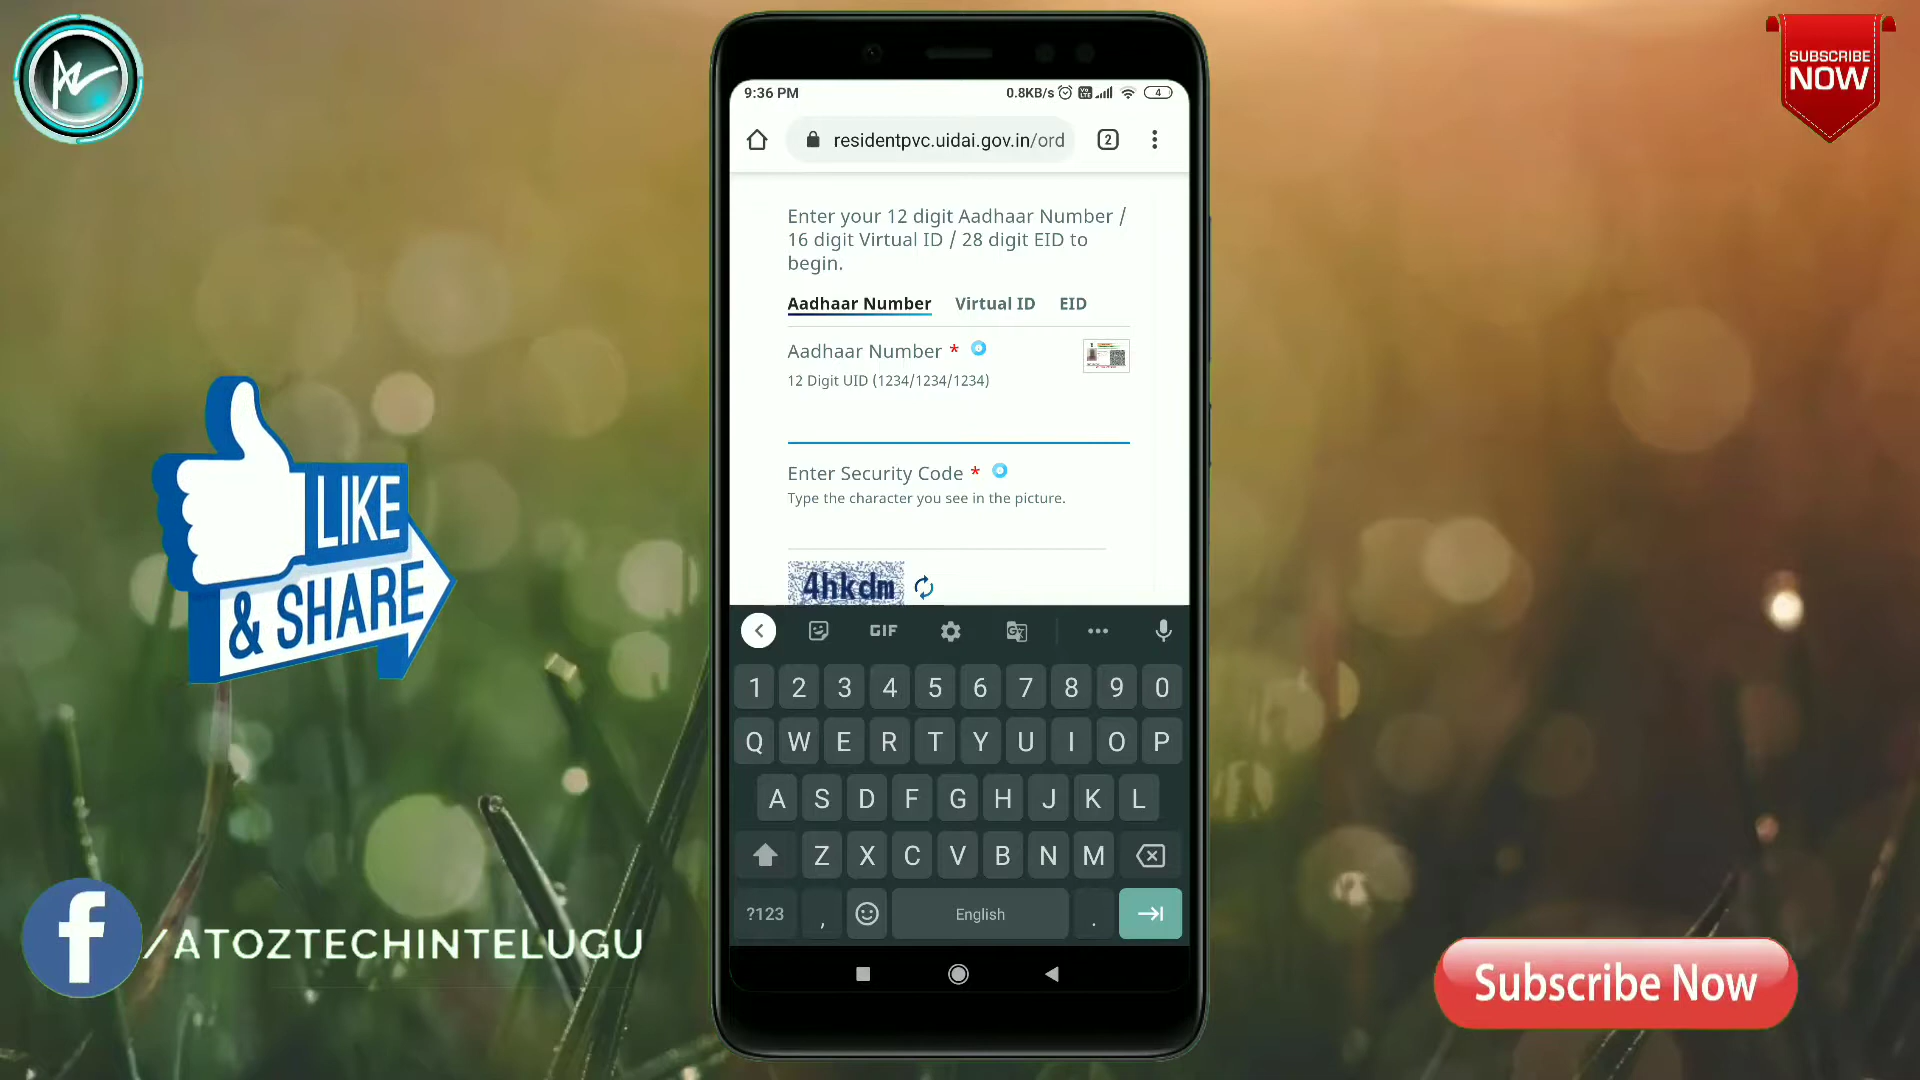 SUBSCRIBE
NOW
9:36 PM
0.8KB/s
4
residentpvc.uidai.gov.in/ord
2
Enter your 12 digit Aadhaar Number /
16 digit Virtual ID / 28 digit EID to
begin.
Aadhaar Number Virtual ID EID
Aadhaar Number *
12 Digit UID (1234/1234/1234)
Enter Security Code *
Type the character you see in the picture.
4hkdm
GIF
1 2 3 4 5 6 7 8 9 0
Q W E R T Y U I O P
A S D F G H J K L
Z X C V B N M
?123 , English .
LIKE
& SHARE
f/ATOZTECHINTELUGU
Subscribe Now